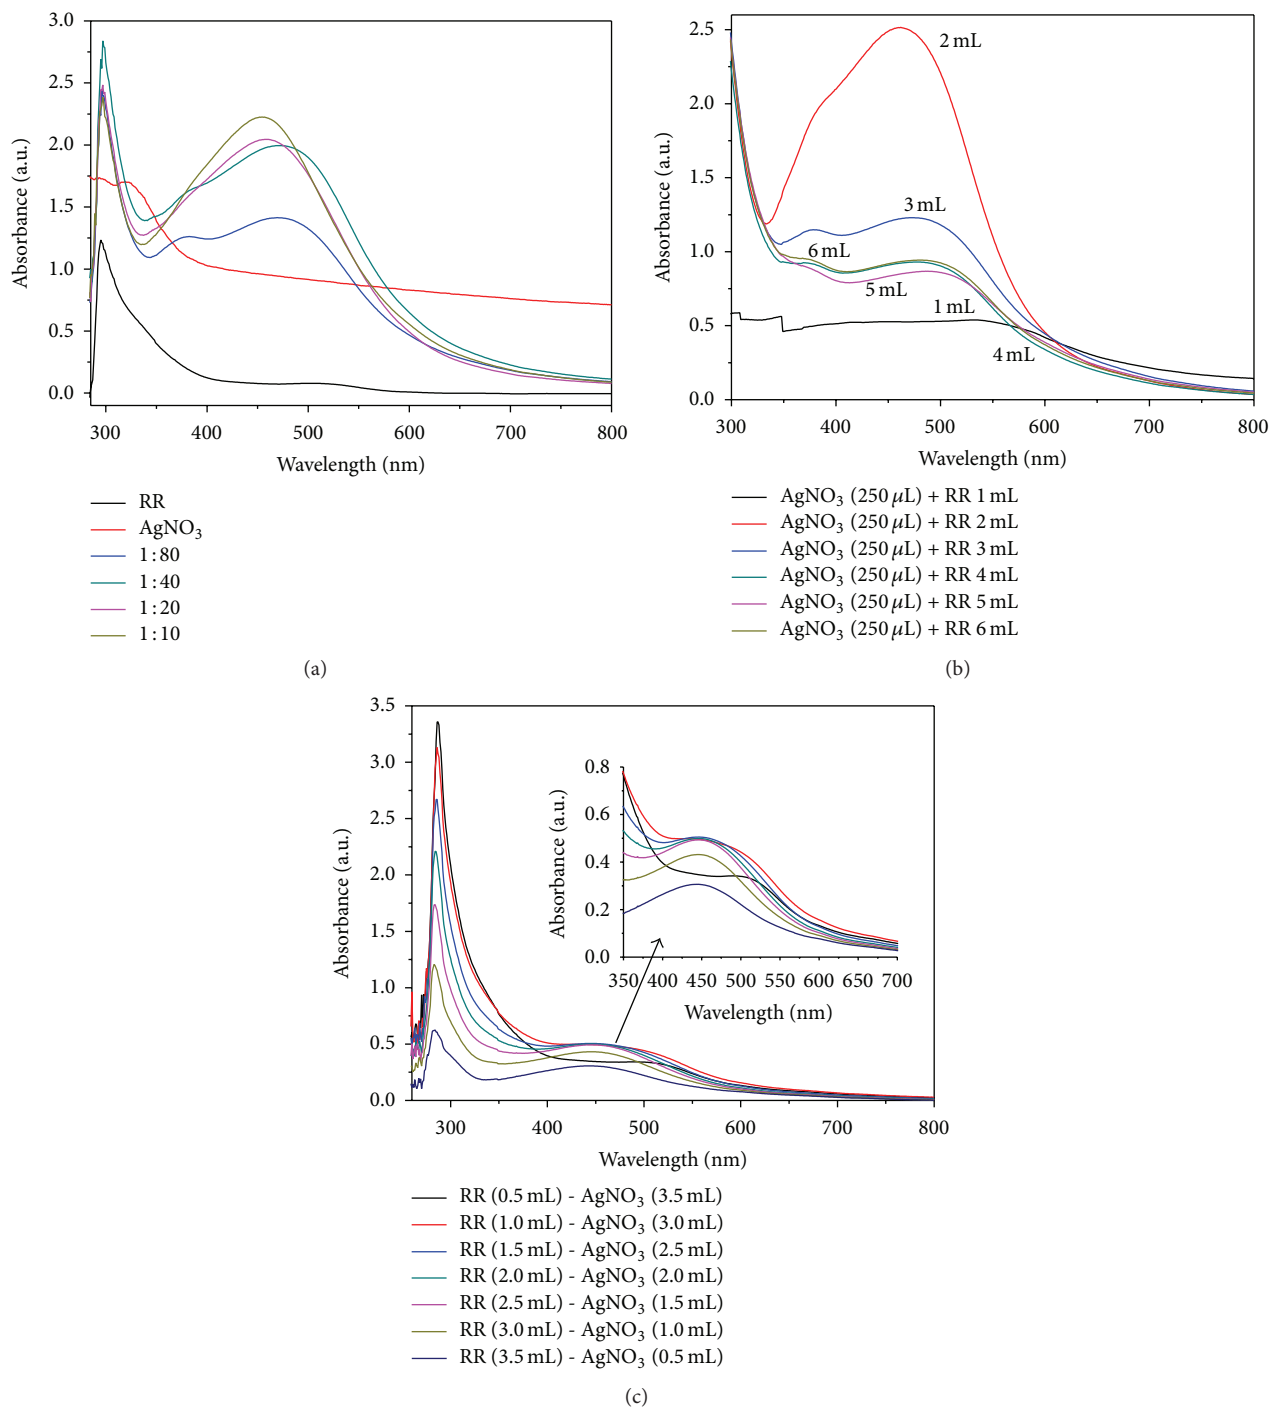 3.0
2.5
2.0
1.5
1.0
0.5
0.0
Absorbance (a.u.)
300 400 500 600 700 800
Wavelength (nm)
RR
AgNO₃
1:80
1:40
1:20
1:10
(a)
2.5
2.0
1.5
1.0
0.5
0.0
Absorbance (a.u.)
2 mL
3 mL
6 mL
5 mL
1 mL
4 mL
300 400 500 600 700 800
Wavelength (nm)
AgNO₃ (250 μL) + RR 1 mL
AgNO₃ (250 μL) + RR 2 mL
AgNO₃ (250 μL) + RR 3 mL
AgNO₃ (250 μL) + RR 4 mL
AgNO₃ (250 μL) + RR 5 mL
AgNO₃ (250 μL) + RR 6 mL
(b)
3.5
3.0
2.5
2.0
1.5
1.0
0.5
0.0
Absorbance (a.u.)
0.8
0.6
0.4
0.2
0.0
Absorbance (a.u.)
350 400 450 500 550 600 650 700
Wavelength (nm)
300 400 500 600 700 800
Wavelength (nm)
RR (0.5 mL) - AgNO₃ (3.5 mL)
RR (1.0 mL) - AgNO₃ (3.0 mL)
RR (1.5 mL) - AgNO₃ (2.5 mL)
RR (2.0 mL) - AgNO₃ (2.0 mL)
RR (2.5 mL) - AgNO₃ (1.5 mL)
RR (3.0 mL) - AgNO₃ (1.0 mL)
RR (3.5 mL) - AgNO₃ (0.5 mL)
(c)